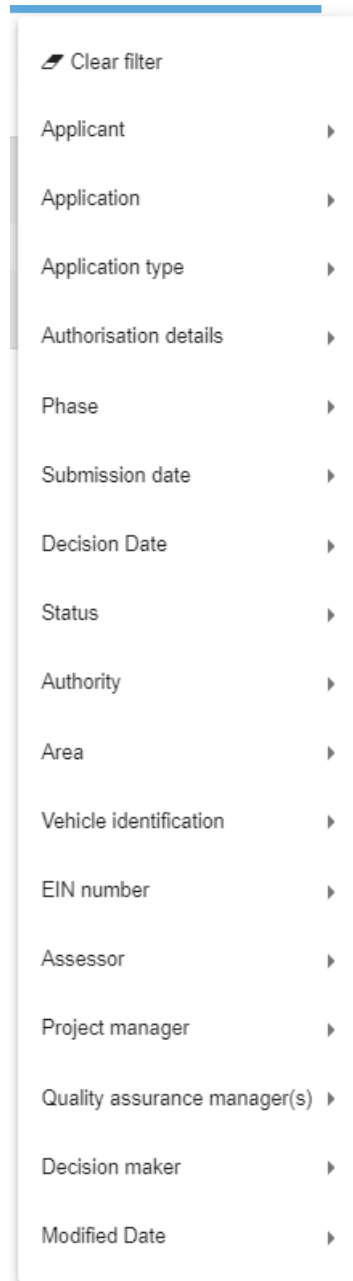 Clear filter
Applicant
Application
Application type
Authorisation details
Phase
Submission date
Decision Date
Status
Authority
Area
Vehicle identification
EIN number
Assessor
Project manager
Quality assurance manager(s)
Decision maker
Modified Date